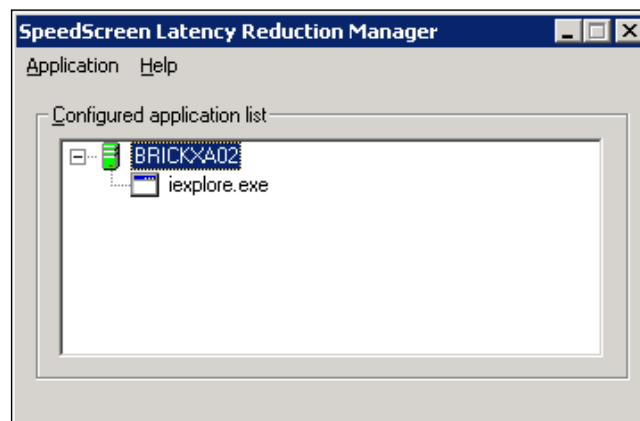 SpeedScreen Latency Reduction Manager
Application Help
Configured application list
BRICKXA02
iexplore.exe